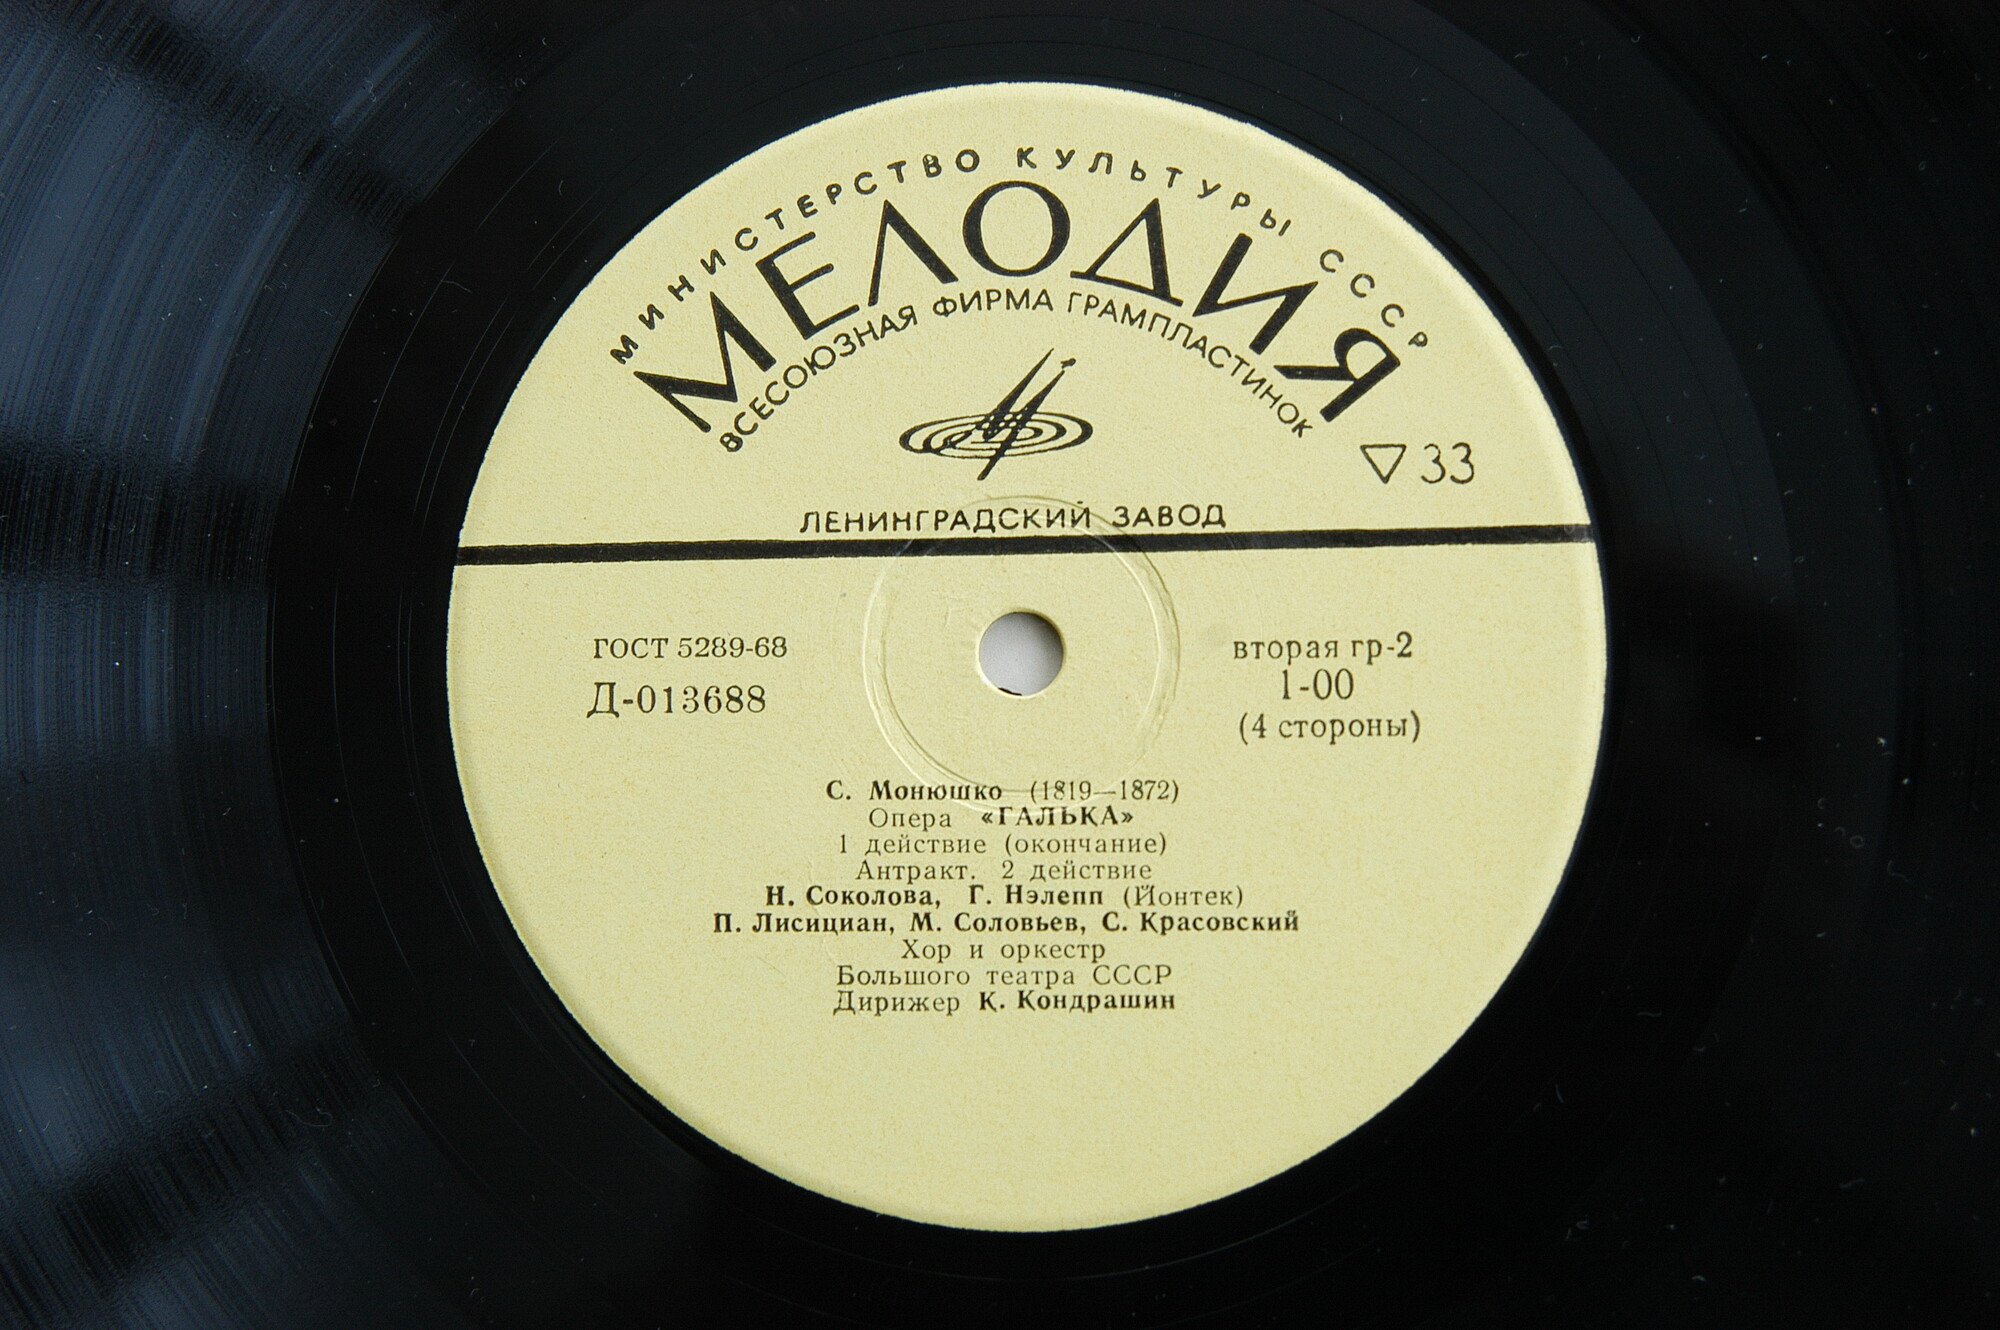 МИНИСТЕРСТВО КУЛЬТУРЫ СССР
МЕЛОДИЯ
ВСЕСОЮЗНАЯ ФИРМА ГРАМПЛАСТИНОК
▽ 33
ЛЕНИНГРАДСКИЙ ЗАВОД
ГОСТ 5289-68
Д-013688
вторая гр-2
1-00
(4 стороны)
С. Монюшко (1819—1872)
Опера «ГАЛЬКА»
1 действие (окончание)
Антракт. 2 действие
Н. Соколова, Г. Нэлепп (Йонтек)
П. Лисициан, М. Соловьев, С. Красовский
Хор и оркестр
Большого театра СССР
Дирижер К. Кондрашин